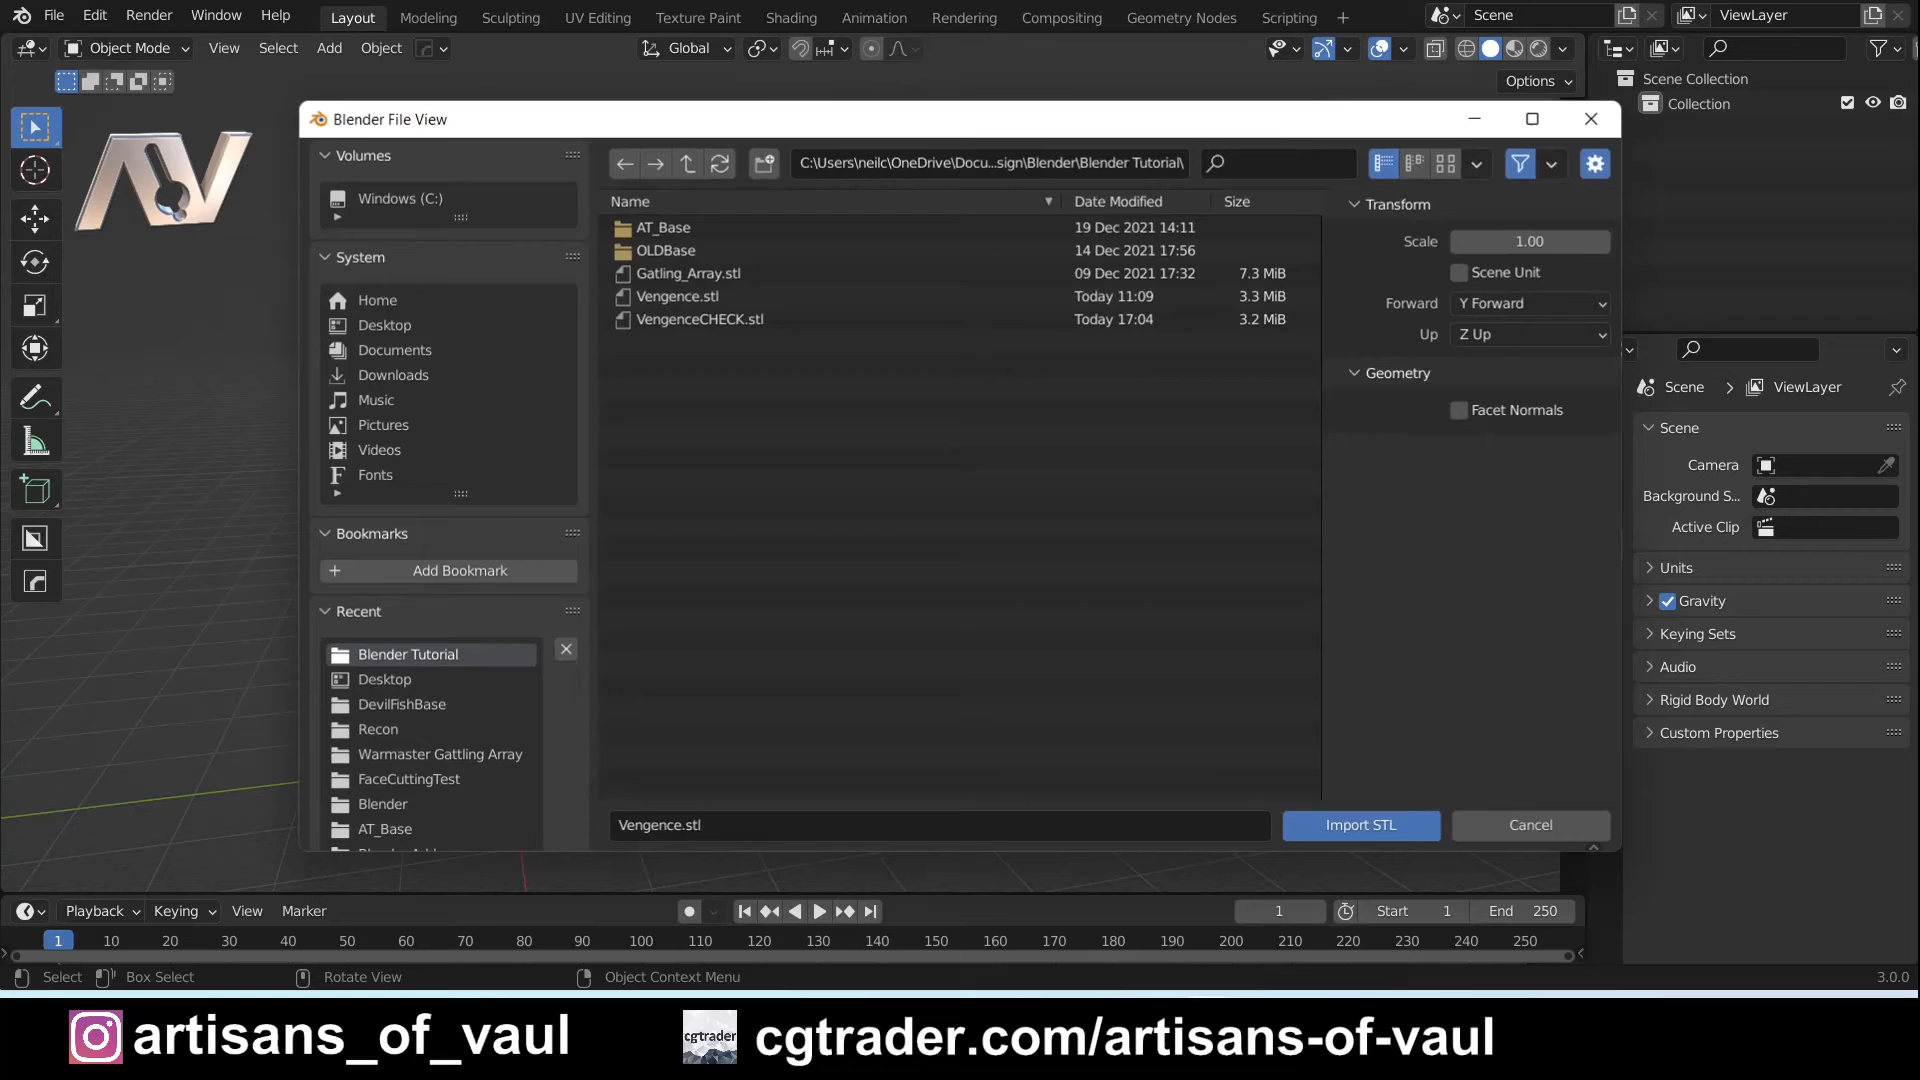 File Edit Render Window Help Layout Modeling Sculpting UV Editing Texture Paint Shading Animation Rendering Compositing Geometry Nodes Scripting + Scene ViewLayer
Object Mode View Select Add Object Global
Options
Scene Collection
Collection
AV
Blender File View
Volumes
Windows (C:)
System
Home
Desktop
Documents
Downloads
Music
Pictures
Videos
Fonts
Bookmarks
+ Add Bookmark
Recent
Blender Tutorial
Desktop
DevilFishBase
Recon
Warmaster Gattling Array
FaceCuttingTest
Blender
AT_Base
C:\Users\neilc\OneDrive\Docu...sign\Blender\Blender Tutorial\
Name Date Modified Size
AT_Base 19 Dec 2021 14:11
OLDBase 14 Dec 2021 17:56
Gatling_Array.stl 09 Dec 2021 17:32 7.3 MiB
Vengence.stl Today 11:09 3.3 MiB
VengenceCHECK.stl Today 17:04 3.2 MiB
Transform
Scale 1.00
Scene Unit
Forward Y Forward
Up Z Up
Geometry
Facet Normals
Vengence.stl Import STL Cancel
Scene > ViewLayer
Scene
Camera
Background S...
Active Clip
Units
Gravity
Keying Sets
Audio
Rigid Body World
Custom Properties
Playback Keying View Marker 1 Start 1 End 250
1 10 20 30 40 50 60 70 80 90 100 110 120 130 140 150 160 170 180 190 200 210 220 230 240 250
Select Box Select Rotate View Object Context Menu 3.0.0
artisans_of_vaul cgtrader cgtrader.com/artisans-of-vaul